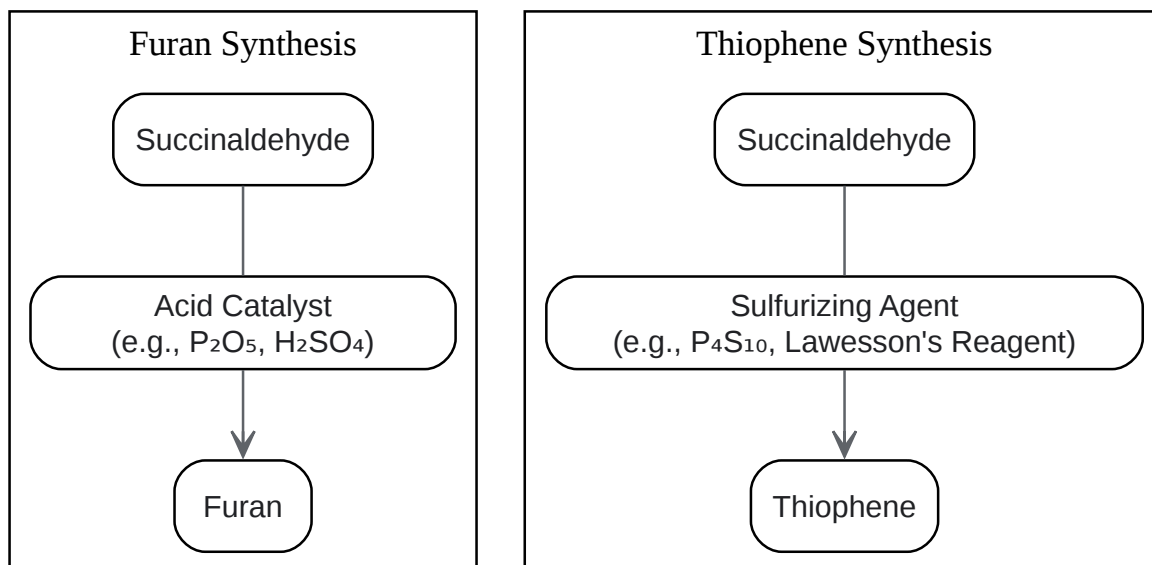 Furan Synthesis
Succinaldehyde
Acid Catalyst
(e.g., P₂O₅, H₂SO₄)
Furan
Thiophene Synthesis
Succinaldehyde
Sulfurizing Agent
(e.g., P₄S₁₀, Lawesson's Reagent)
Thiophene